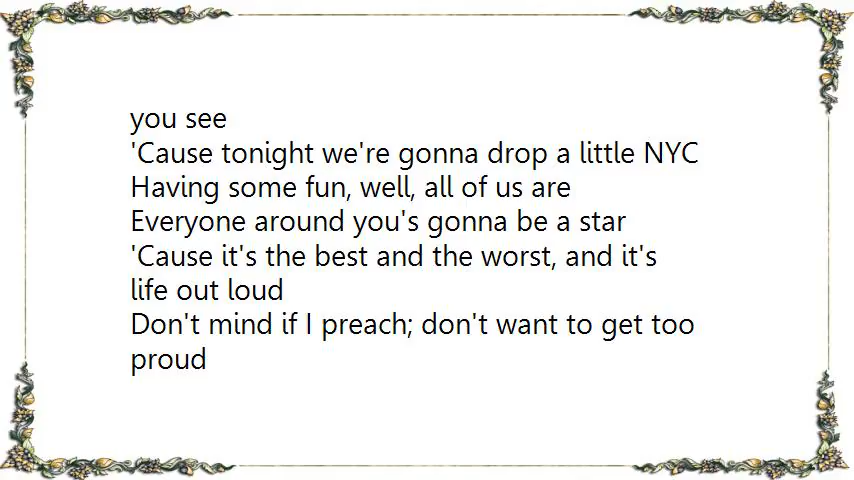 you see
'Cause tonight we're gonna drop a little NYC
Having some fun, well, all of us are
Everyone around you's gonna be a star
'Cause it's the best and the worst, and it's
life out loud
Don't mind if I preach; don't want to get too
proud